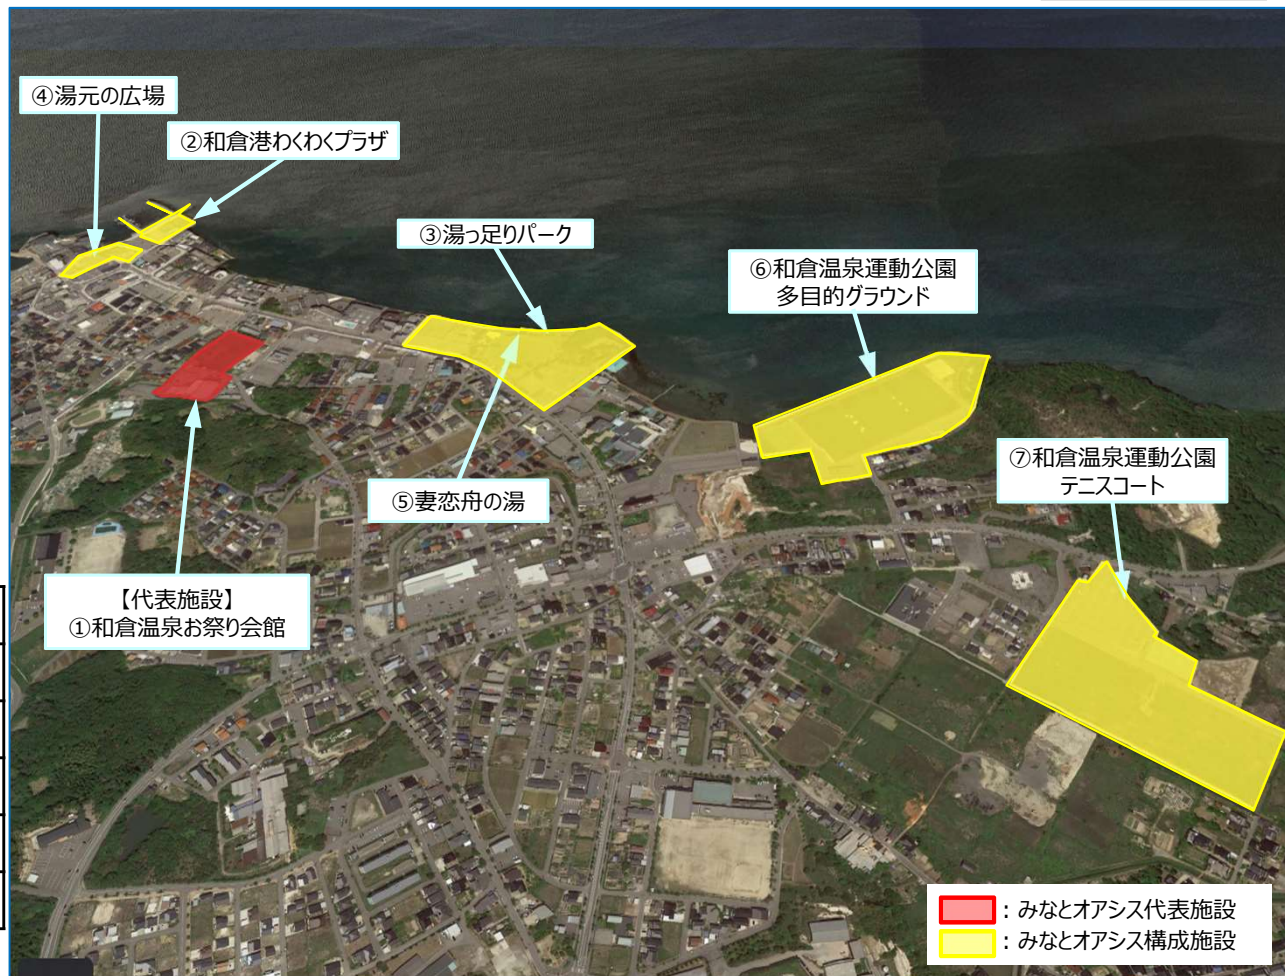 ④湯元の広場
②和倉港わくわくプラザ
③湯っ足りパーク
⑥和倉温泉運動公園
多目的グラウンド
⑦和倉温泉運動公園
テニスコート
⑤妻恋舟の湯
【代表施設】
①和倉温泉お祭り会館
：みなとオアシス代表施設
：みなとオアシス構成施設